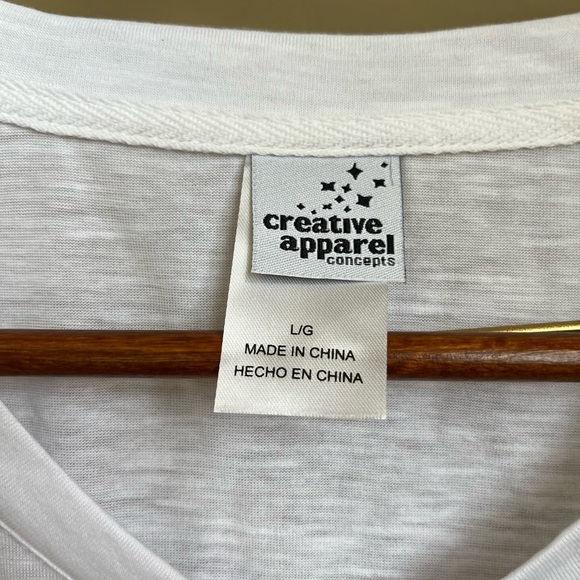 creative
apparel
concepts
L/G
MADE IN CHINA
HECHO EN CHINA